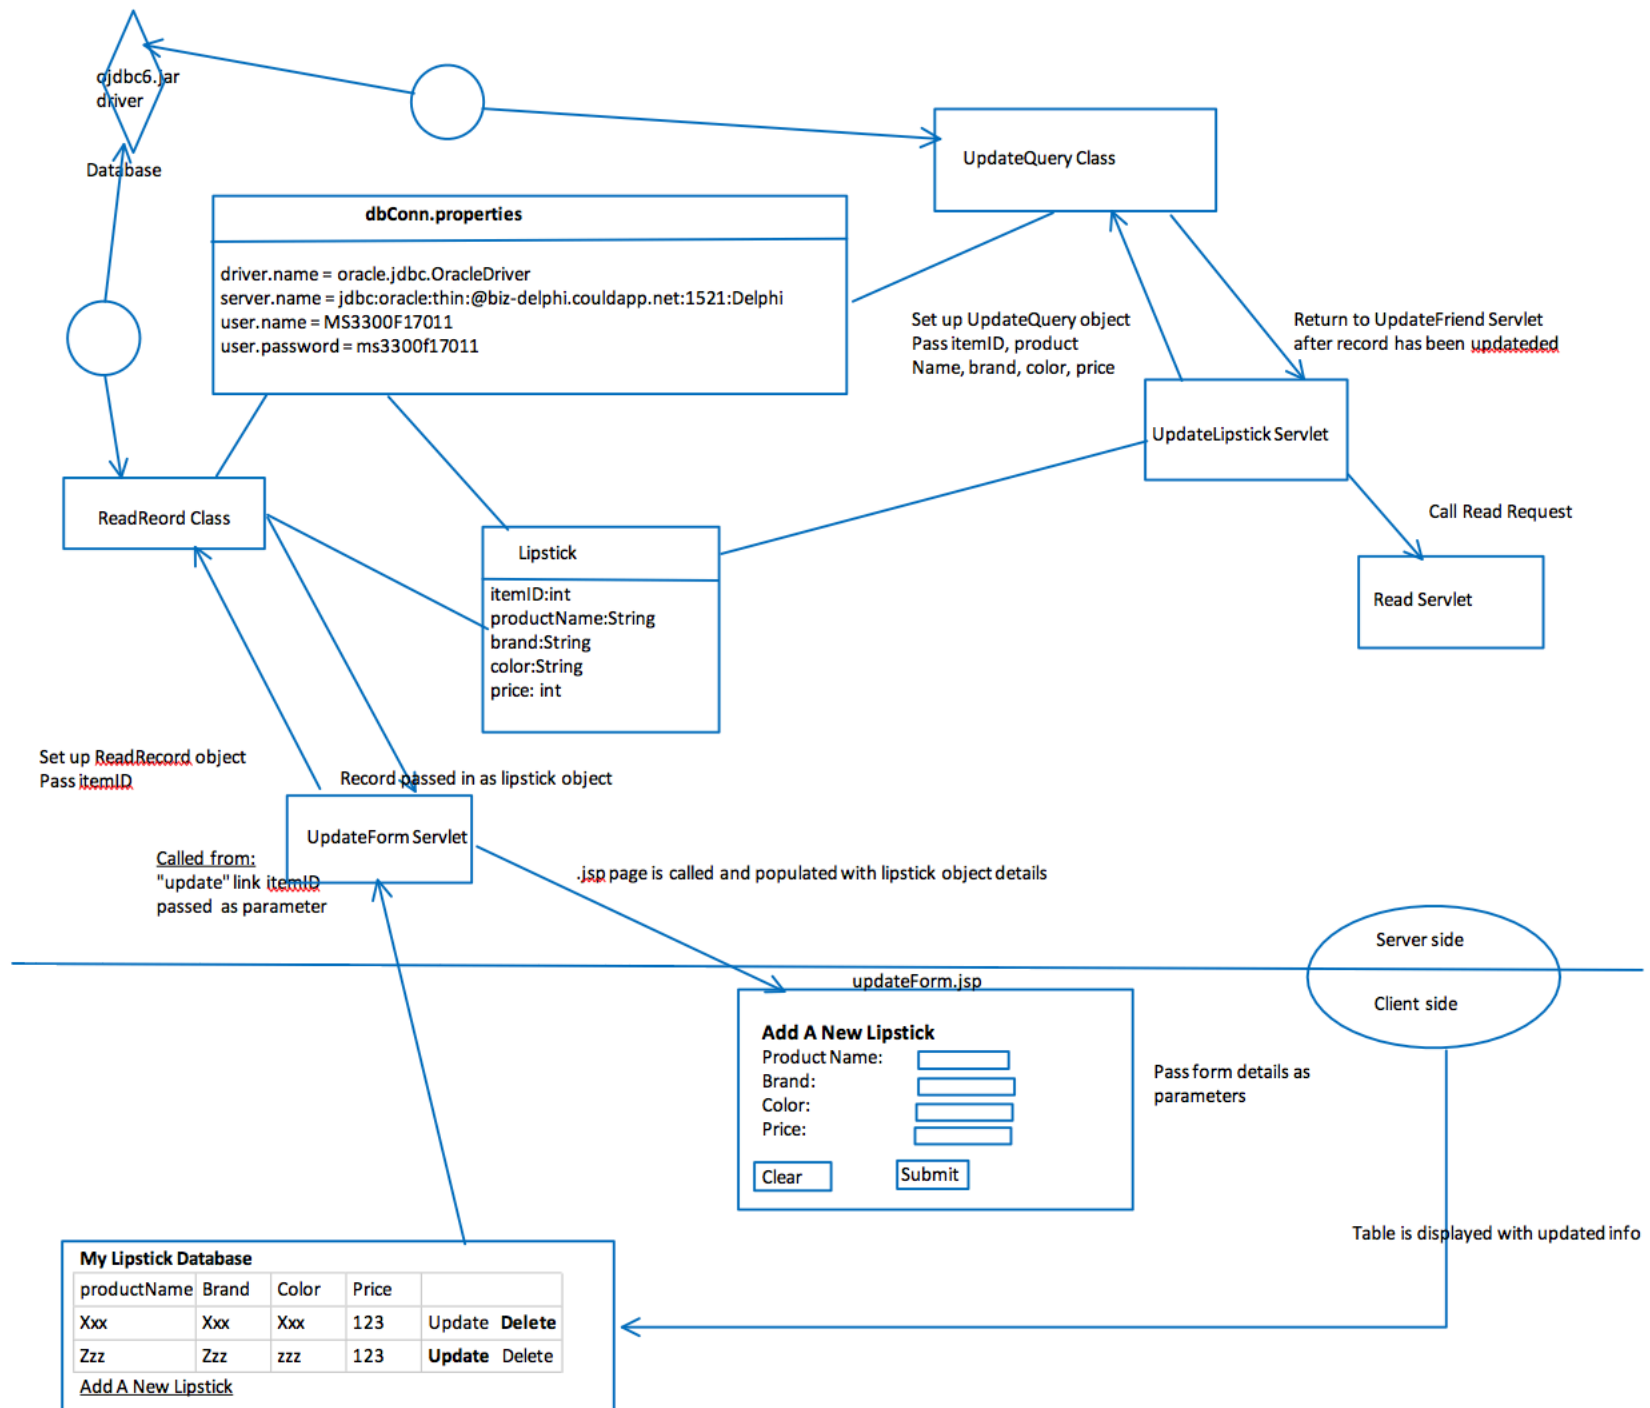 ojdbc6.jar
driver
Database
UpdateQuery Class
dbConn.properties
driver.name = oracle.jdbc.OracleDriver
server.name = jdbc:oracle:thin:@biz-delphi.couldapp.net:1521:Delphi
user.name = MS3300F17011
user.password = ms3300f17011
Set up UpdateQuery object
Pass itemID, product
Name, brand, color, price
Return to UpdateFriend Servlet
after record has been updateded
UpdateLipstick Servlet
Call Read Request
Read Servlet
ReadReord Class
Lipstick
itemID:int
productName:String
brand:String
color:String
price: int
Set up ReadRecord object
Pass itemID
Record passed in as lipstick object
UpdateForm Servlet
Called from:
"update" link itemID
passed as parameter
.jsp page is called and populated with lipstick object details
Server side
Client side
updateForm.jsp
Add A New Lipstick
Product Name:
Brand:
Color:
Price:
Clear Submit
Pass form details as
parameters
Table is displayed with updated info
My Lipstick Database
productName Brand Color Price
Xxx Xxx Xxx 123 Update Delete
Zzz Zzz zzz 123 Update Delete
Add A New Lipstick